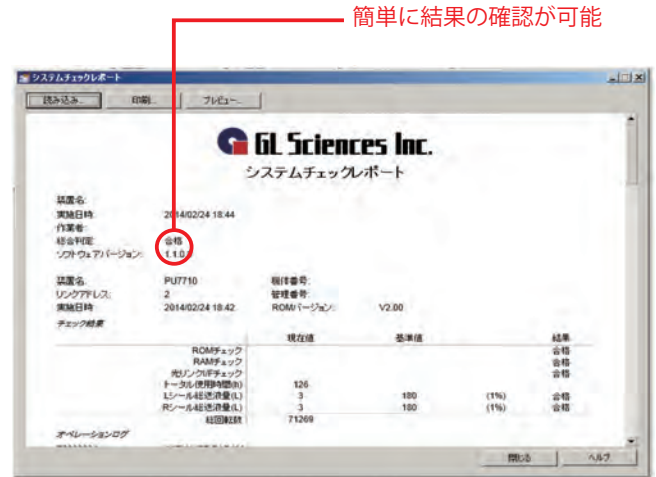 簡単に結果の確認が可能
システムチェックレポート
読み込み... 印刷... プレビュー...
GL Sciences Inc.
システムチェックレポート
装置名:
実施日時: 2014/02/24 18:44
作業者:
総合判定: 合格
ソフトウェアバージョン: 1.1.0.
装置名: PU7710 機体番号:
リンクアドレス: 2 管理番号:
実施日時: 2014/02/24 18:42 ROMバージョン: V2.00
チェック結果
現在値 基準値 結果
ROMチェック 合格
RAMチェック 合格
光リンクI/Fチェック 合格
トータル使用時間(h) 126
Lシール総送液量(L) 3 180 (1%) 合格
Rシール総送液量(L) 3 180 (1%) 合格
総回転数 71269
オペレーションログ
閉じる ヘルプ